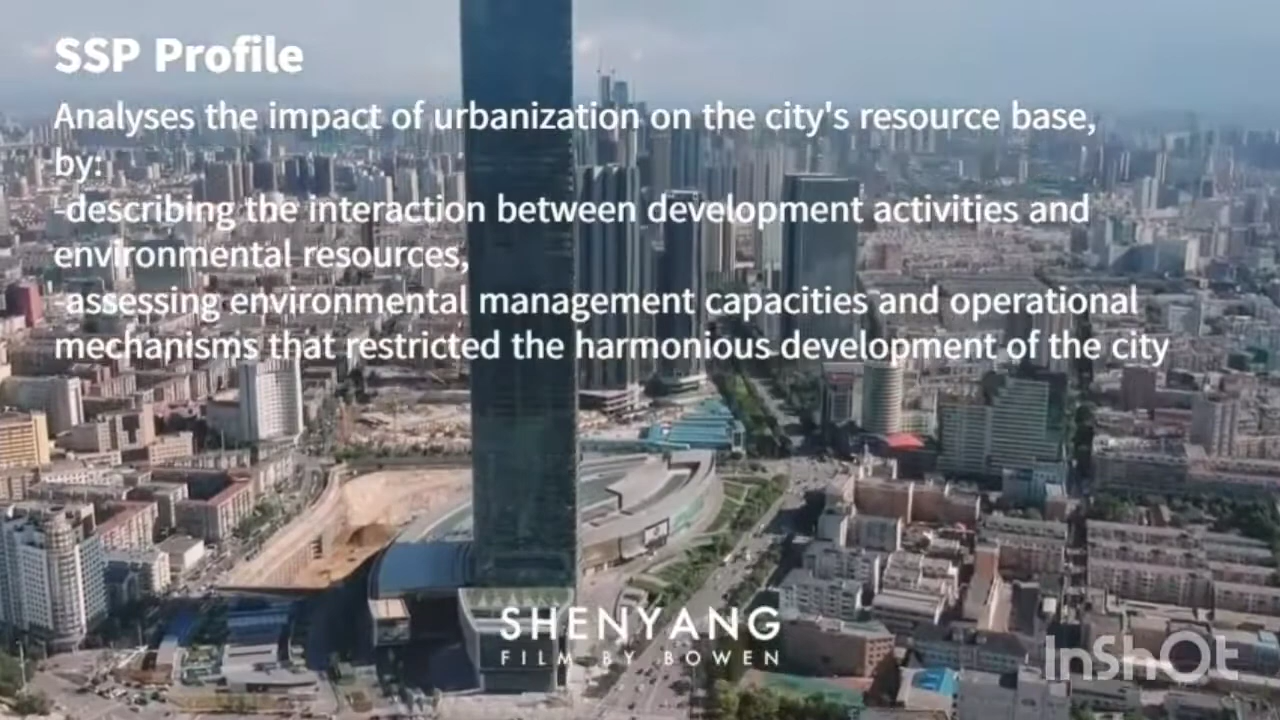 SSP Profile
Analyses the impact of urbanization on the city's resource base,
by:
-describing the interaction between development activities and
environmental resources,
-assessing environmental management capacities and operational
mechanisms that restricted the harmonious development of the city
SHENYANG
FILM BY BOWEN
InShOt